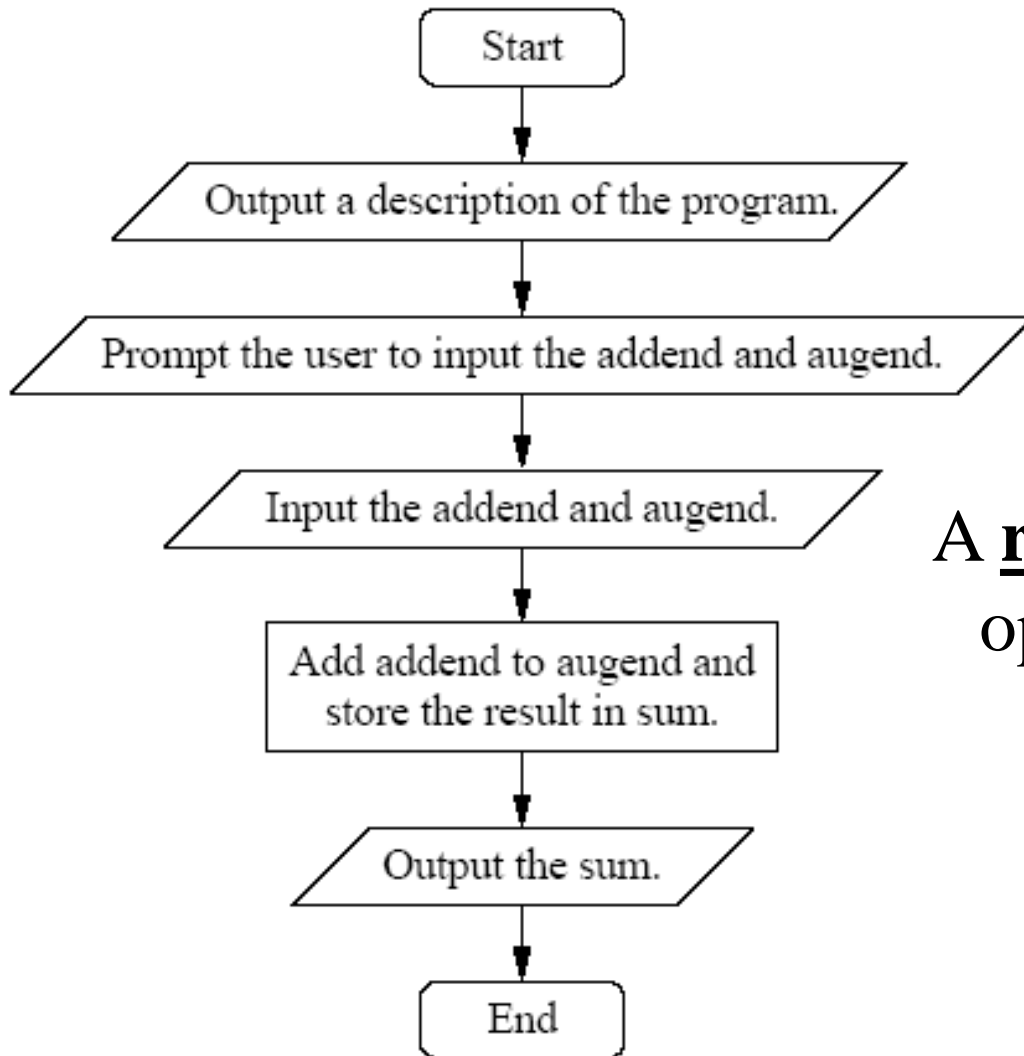 Start
Output a description of the program.
Prompt the user to input the addend and augend.
Input the addend and augend.
A
Add addend to augend and
store the result in sum.
Output the sum.
End